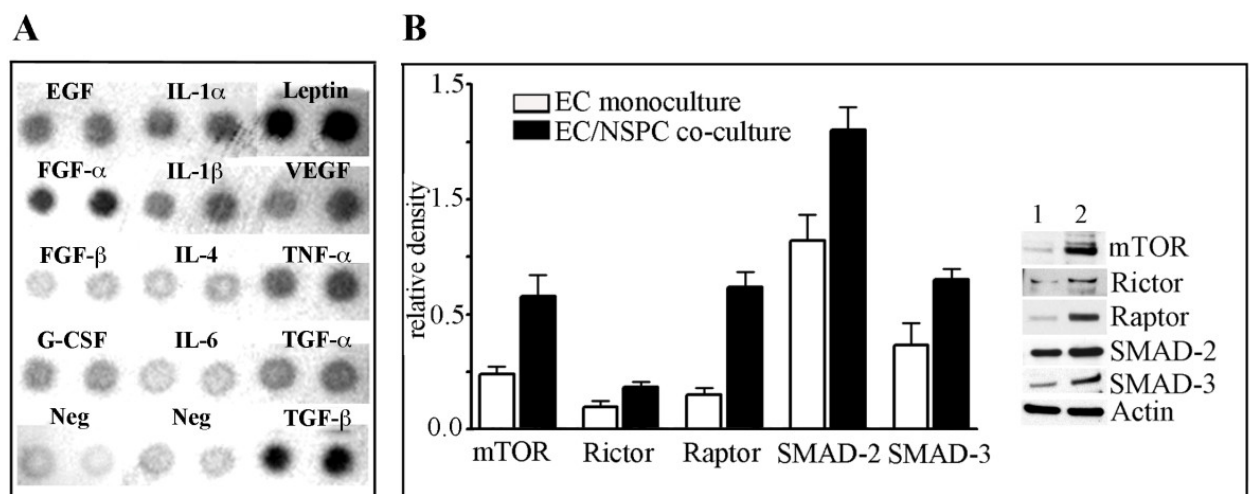 A
B
EGF IL-1α Leptin
FGF-α IL-1β VEGF
FGF-β IL-4 TNF-α
G-CSF IL-6 TGF-α
Neg Neg TGF-β
1.5
1.5
0.5
0.0
relative density
EC monoculture
EC/NSPC co-culture
mTOR Rictor Raptor SMAD-2 SMAD-3
1 2
mTOR
Rictor
Raptor
SMAD-2
SMAD-3
Actin